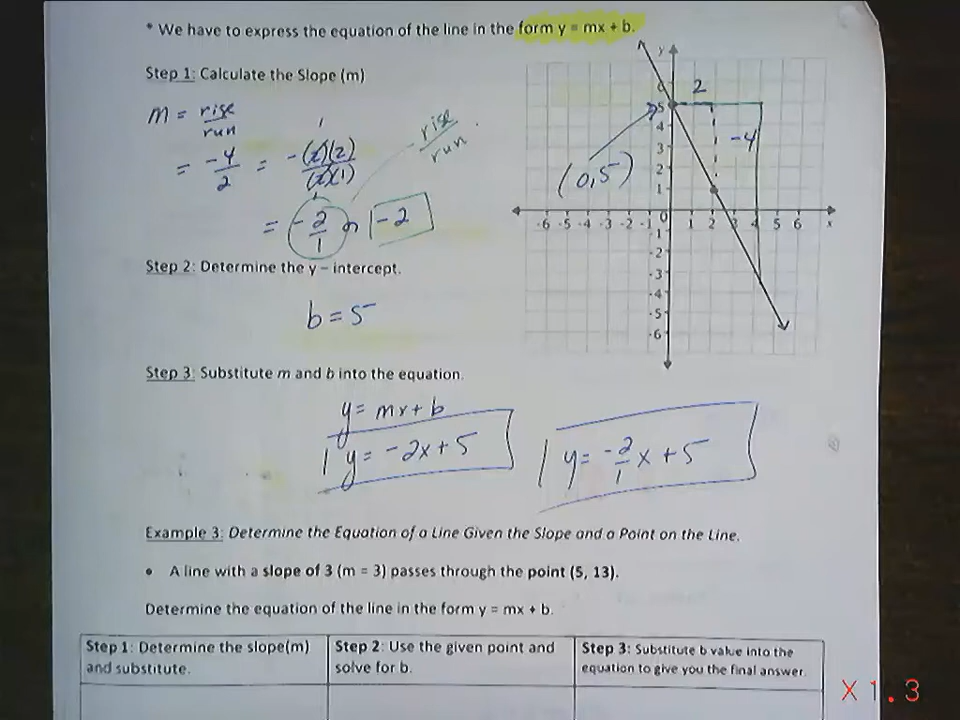 * We have to express the equation of the line in the form y = mx + b.
Step 1: Calculate the Slope (m)
m = rise/run
= -4/2 = -(2)(2)/(2)(1)
1
rise/run
= -2/1 or -2
Step 2: Determine the y – intercept.
b = 5
Step 3: Substitute m and b into the equation.
y = mx + b
y = -2x + 5
y = -2/1 x + 5
y
2
-4
(0,5)
6
5
4
3
2
1
-6 -5 -4 -3 -2 -1 0 1 2 3 4 5 6 x
-1
-2
-3
-4
-5
-6
Example 3: Determine the Equation of a Line Given the Slope and a Point on the Line.
• A line with a slope of 3 (m = 3) passes through the point (5, 13).
Determine the equation of the line in the form y = mx + b.
Step 1: Determine the slope(m)
and substitute.
Step 2: Use the given point and
solve for b.
Step 3: Substitute b value into the
equation to give you the final answer.
X1.3